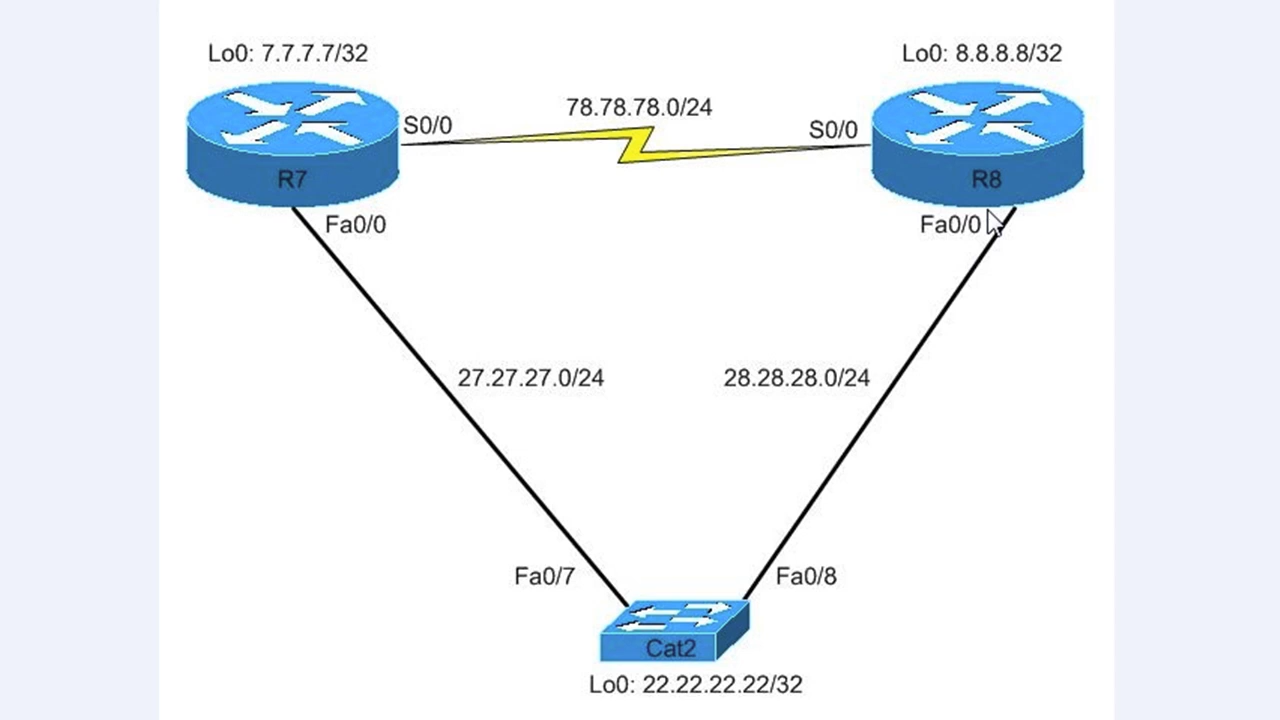 Lo0: 7.7.7.7/32
Lo0: 8.8.8.8/32
78.78.78.0/24
S0/0
S0/0
R7
R8
Fa0/0
Fa0/0
27.27.27.0/24
28.28.28.0/24
Fa0/7
Fa0/8
Cat2
Lo0: 22.22.22.22/32